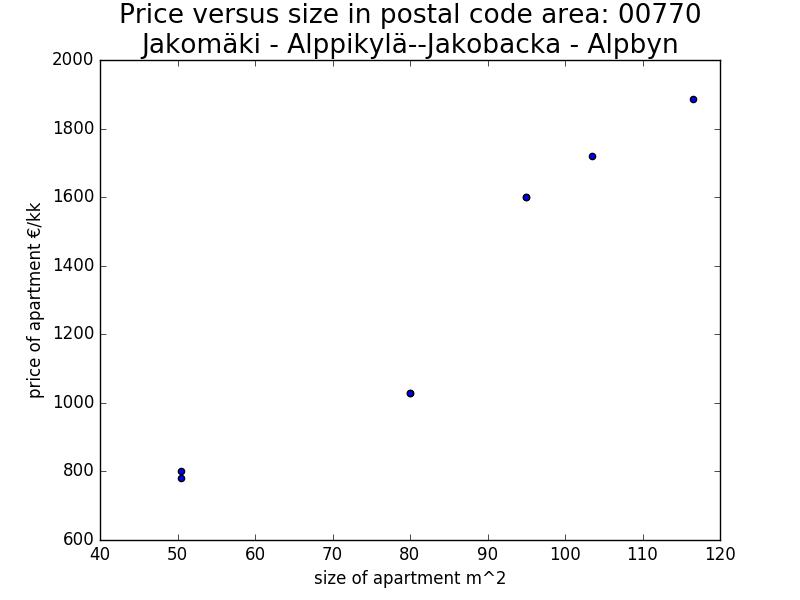 Price versus size in postal code area: 00770
Jakomäki - Alppikylä--Jakobacka - Alpbyn
2000
1800
1600
1400
1200
1000
800
600
price of apartment €/kk
40 50 60 70 80 90 100 110 120
size of apartment m^2